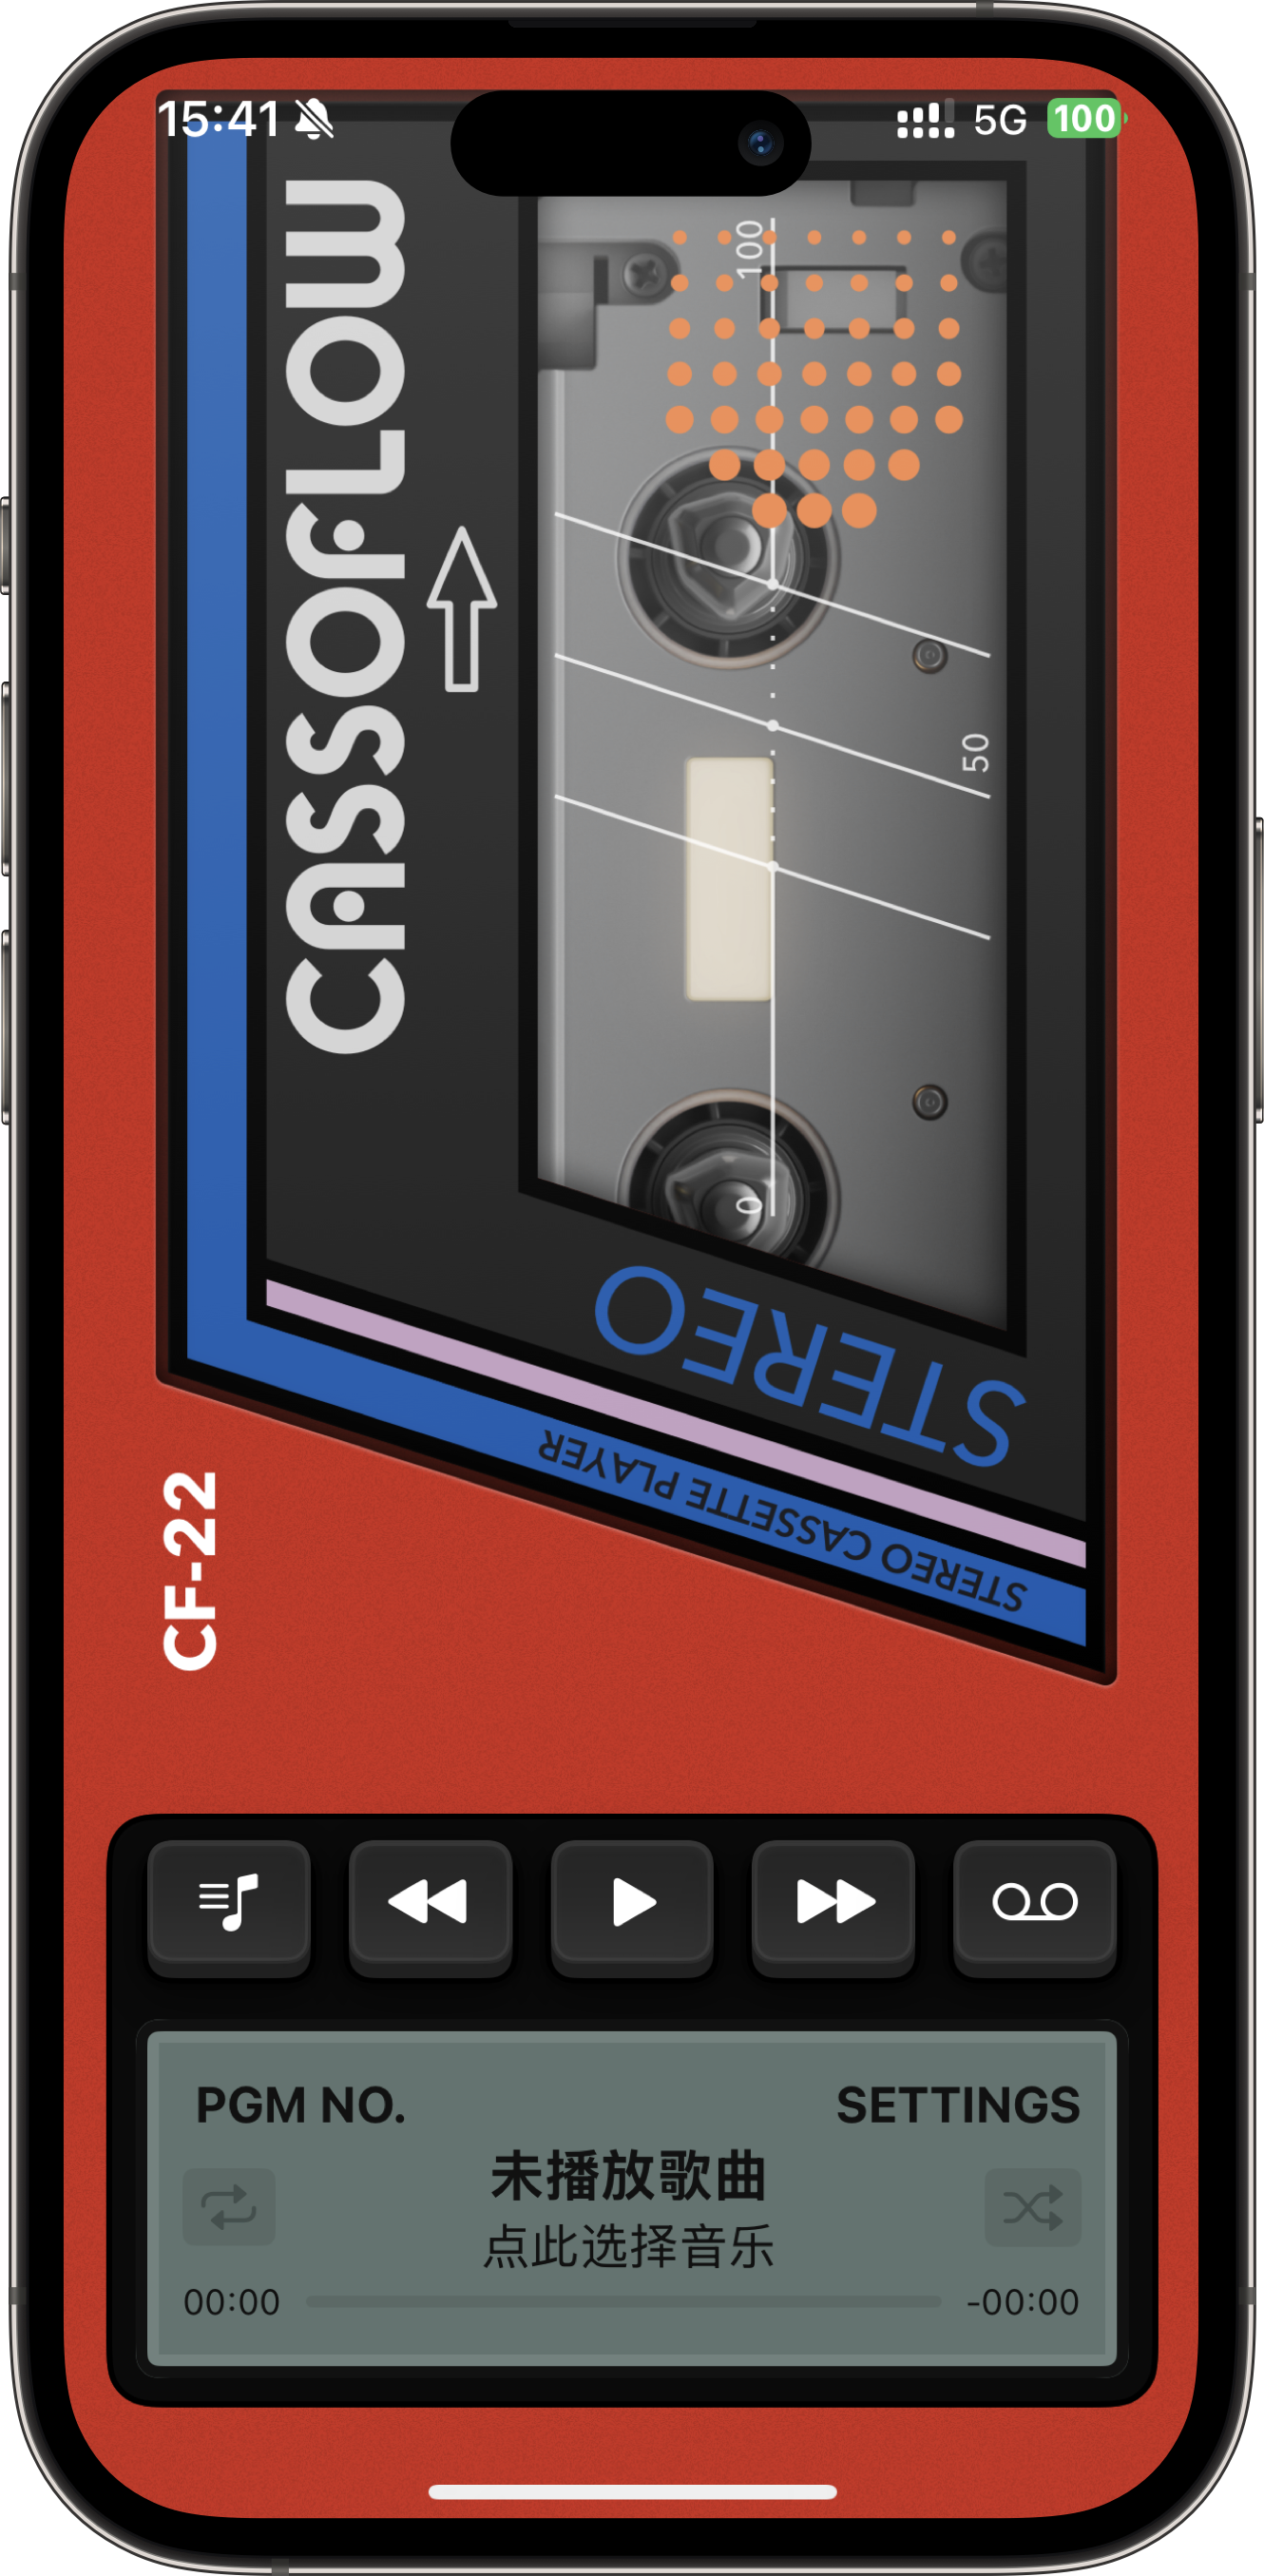 15:41
5G
100
CASSOFLOW
100
50
0
STEREO
STEREO CASSETTE PLAYER
CF-22
PGM NO.
SETTINGS
未播放歌曲
点此选择音乐
00:00
-00:00